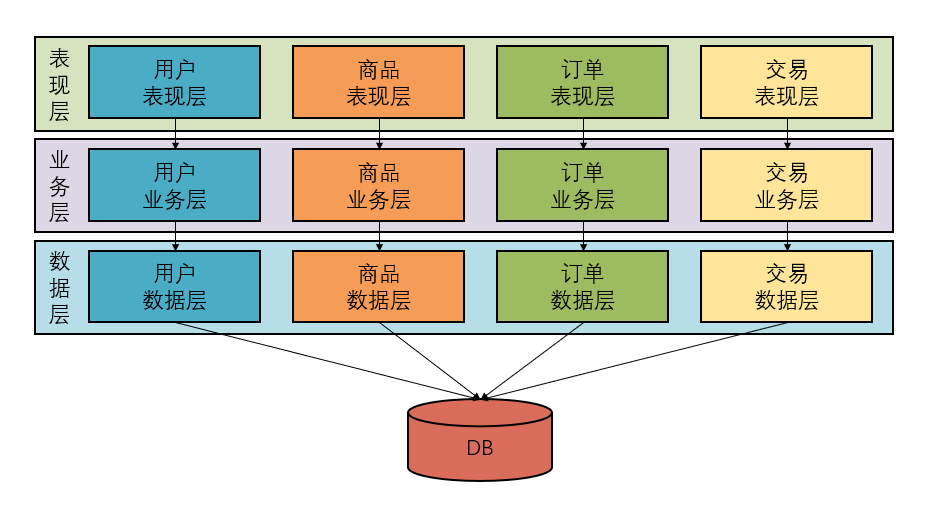 表
现
层
用户
表现层
商品
表现层
订单
表现层
交易
表现层
业
务
层
用户
业务层
商品
业务层
订单
业务层
交易
业务层
数
据
层
用户
数据层
商品
数据层
订单
数据层
交易
数据层
DB